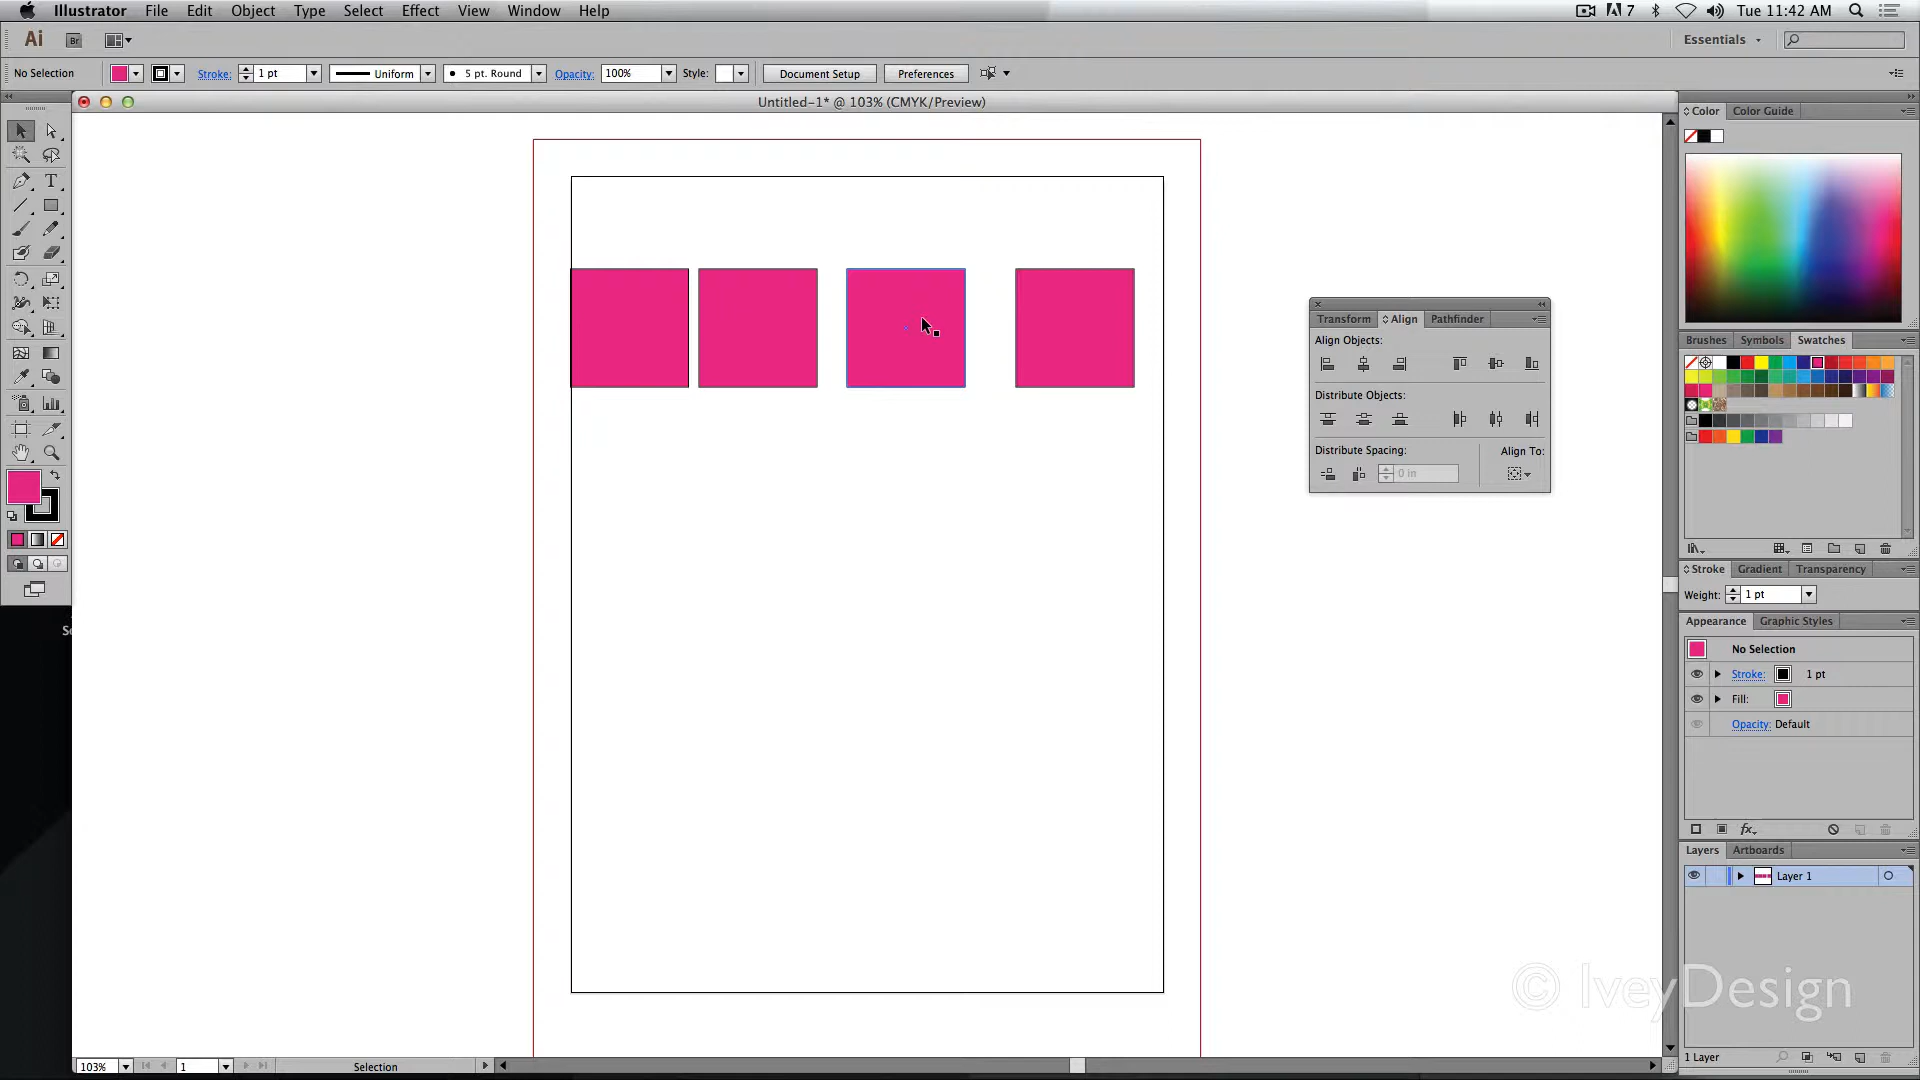 Illustrator File Edit Object Type Select Effect View Window Help
7 Tue 11:42 AM
Ai Br
Essentials
No Selection
Stroke: 1 pt Uniform 5 pt. Round Opacity: 100% Style: Document Setup Preferences
Untitled-1* @ 103% (CMYK/Preview)
Color Color Guide
Transform Align Pathfinder
Align Objects:
Distribute Objects:
Distribute Spacing: Align To:
0 in
Brushes Symbols Swatches
Stroke Gradient Transparency
Weight: 1 pt
Appearance Graphic Styles
No Selection
Stroke: 1 pt
Fill:
Opacity: Default
fx
Layers Artboards
Layer 1
© IveyDesign
1 Layer
103% 1 Selection